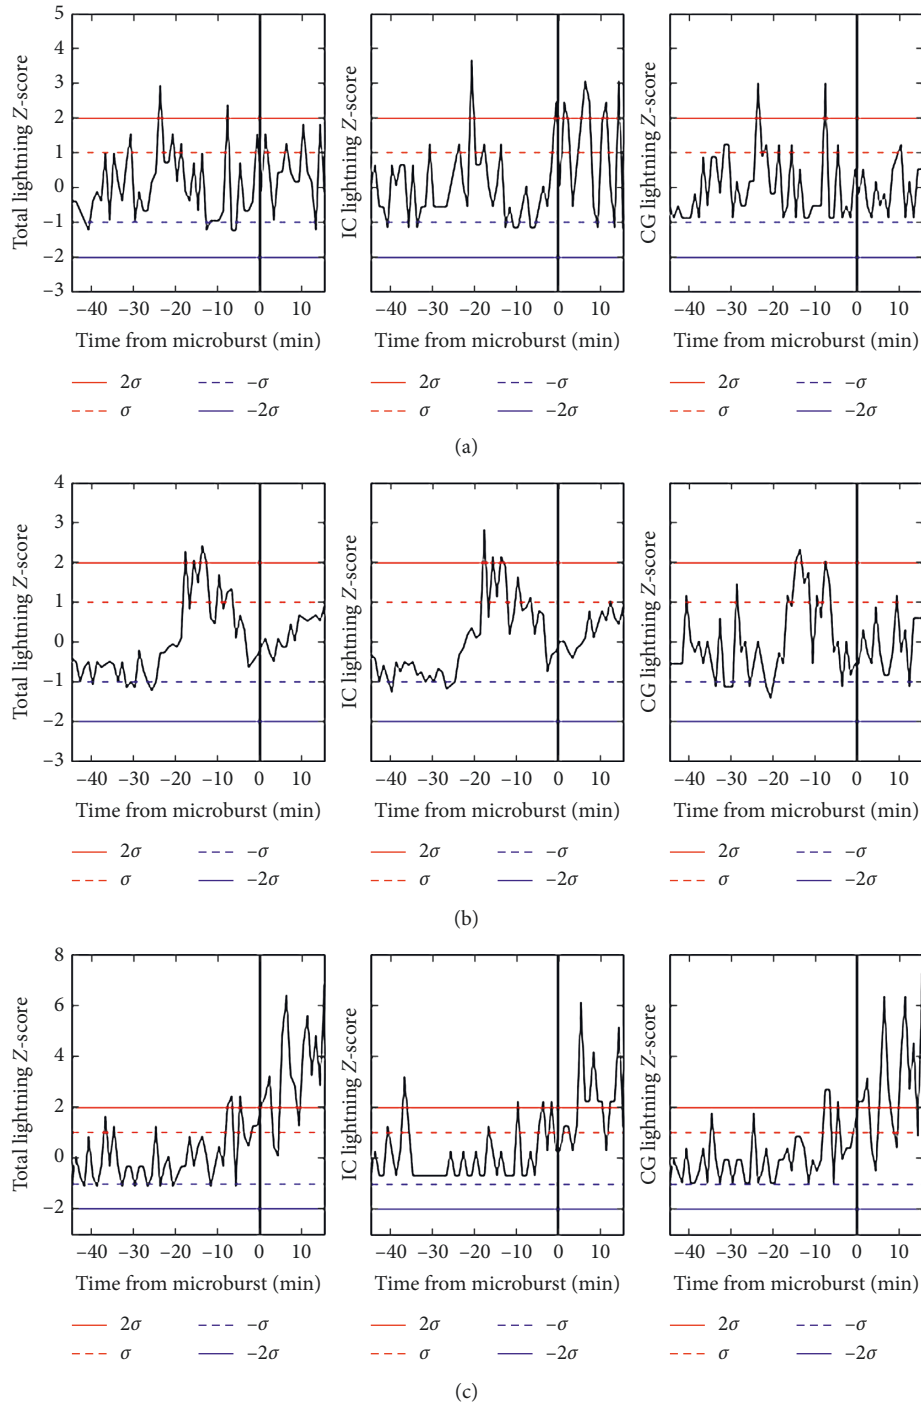 5
4
3
2
1
0
−1
−2
−3
Total lightning Z-score
−40 −30 −20 −10 0 10
Time from microburst (min)
2σ −σ
σ −2σ
IC lightning Z-score
−40 −30 −20 −10 0 10
Time from microburst (min)
2σ −σ
σ −2σ
CG lightning Z-score
−40 −30 −20 −10 0 10
Time from microburst (min)
2σ −σ
σ −2σ
(a)
4
3
2
1
0
−1
−2
−3
Total lightning Z-score
−40 −30 −20 −10 0 10
Time from microburst (min)
2σ −σ
σ −2σ
IC lightning Z-score
−40 −30 −20 −10 0 10
Time from microburst (min)
2σ −σ
σ −2σ
CG lightning Z-score
−40 −30 −20 −10 0 10
Time from microburst (min)
2σ −σ
σ −2σ
(b)
8
6
4
2
0
−2
Total lightning Z-score
−40 −30 −20 −10 0 10
Time from microburst (min)
2σ −σ
σ −2σ
IC lightning Z-score
−40 −30 −20 −10 0 10
Time from microburst (min)
2σ −σ
σ −2σ
CG lightning Z-score
−40 −30 −20 −10 0 10
Time from microburst (min)
2σ −σ
σ −2σ
(c)